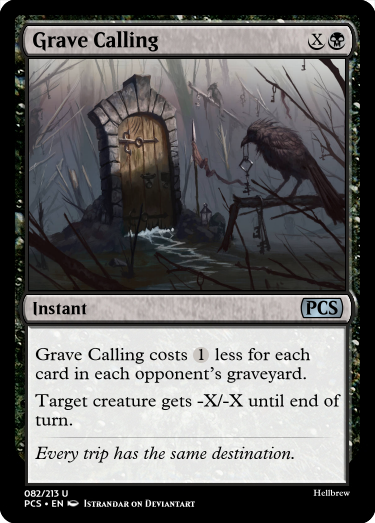 Grave Calling X
Instant PCS
Grave Calling costs 1 less for each
card in each opponent's graveyard.
Target creature gets -X/-X until end of
turn.
Every trip has the same destination.
082/213 U Hellbrew
PCS • EN Istrandar on Deviantart